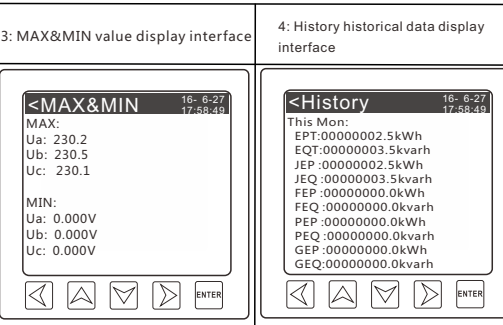 3: MAX&MIN value display interface
<MAX&MIN
16- 6-27
17:58:49
MAX:
Ua: 230.2
Ub: 230.5
Uc: 230.1
MIN:
Ua: 0.000V
Ub: 0.000V
Uc: 0.000V
ENTER
4: History historical data display
interface
<History
16- 6-27
17:58:49
This Mon:
EPT:00000002.5kWh
EQT:00000003.5kvarh
JEP :00000002.5kWh
JEQ :00000003.5kvarh
FEP :00000000.0kWh
FEQ :00000000.0kvarh
PEP :00000000.0kWh
PEQ :00000000.0kvarh
GEP :00000000.0kWh
GEQ:00000000.0kvarh
ENTER